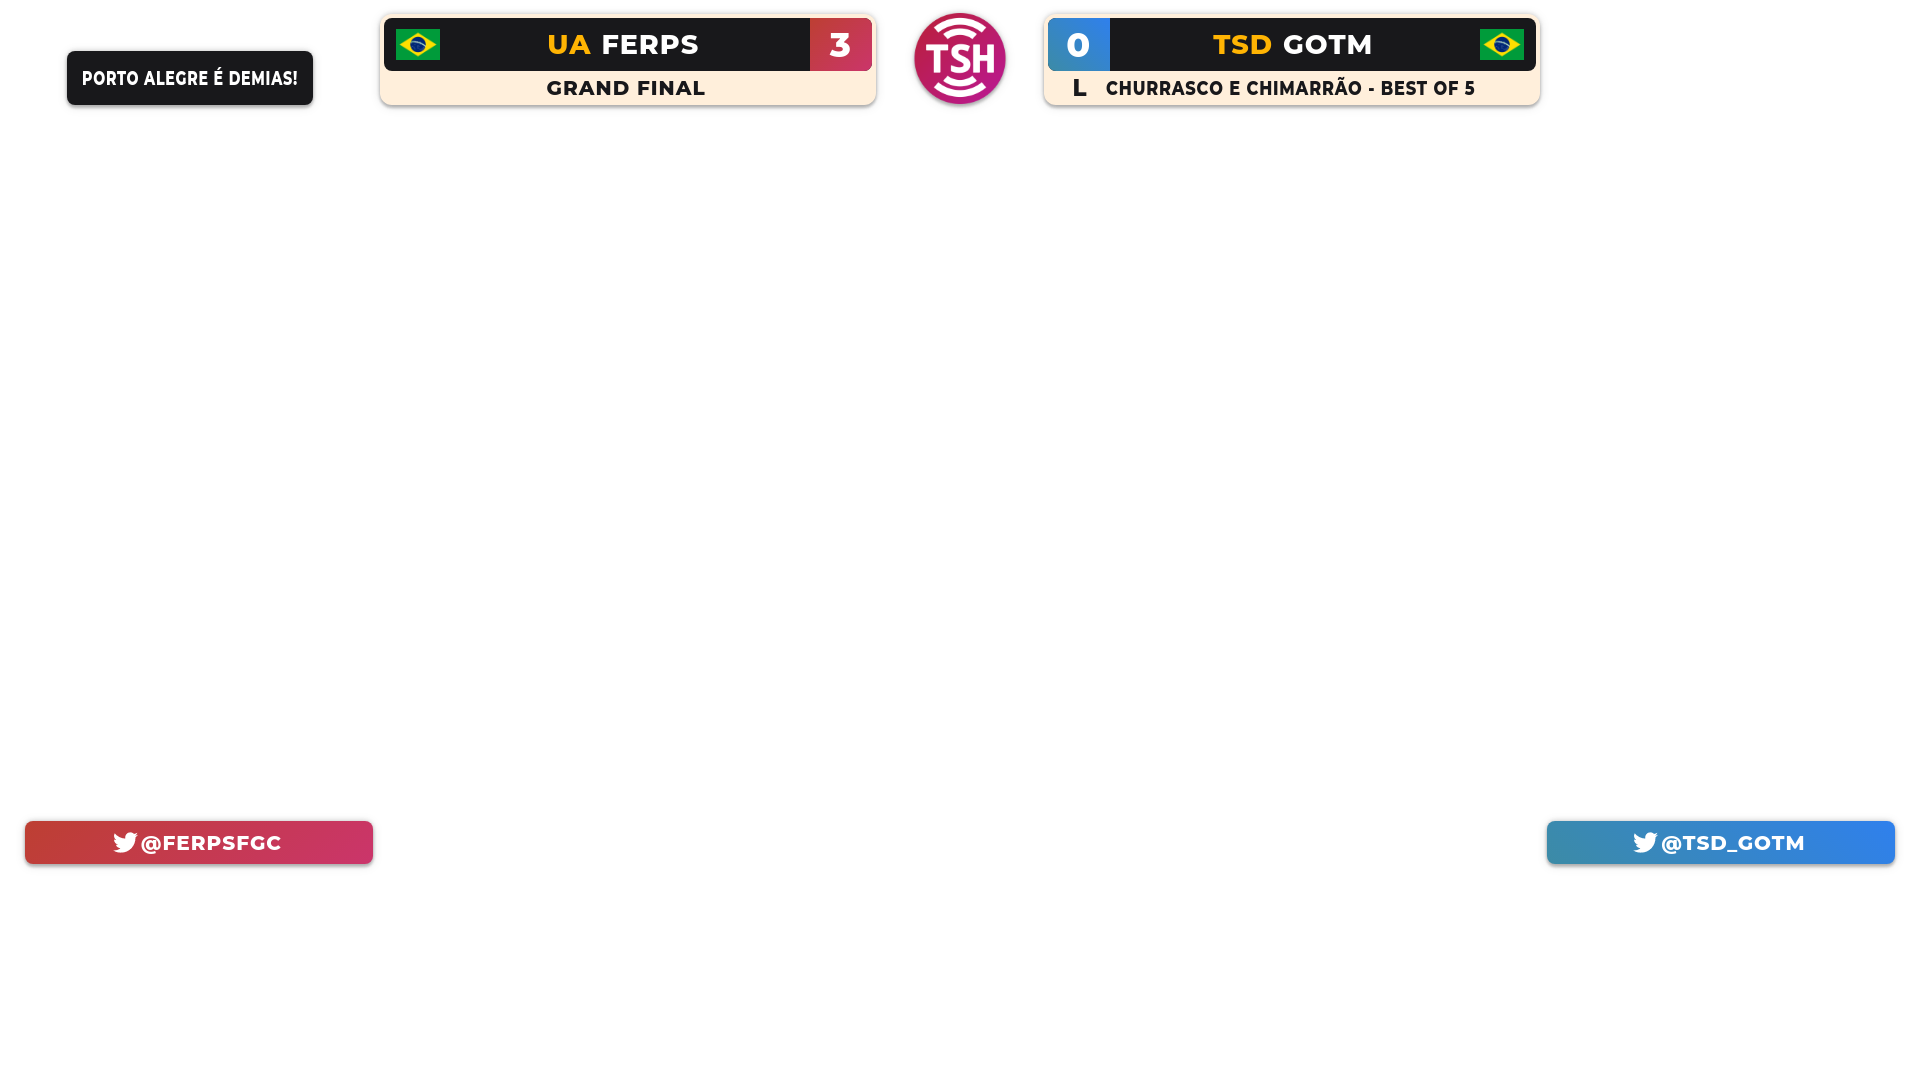 PORTO ALEGRE É DEMIAS!
UA FERPS 3
GRAND FINAL
TSH
0 TSD GOTM
L CHURRASCO E CHIMARRÃO - BEST OF 5
@FERPSFGC
@TSD_GOTM